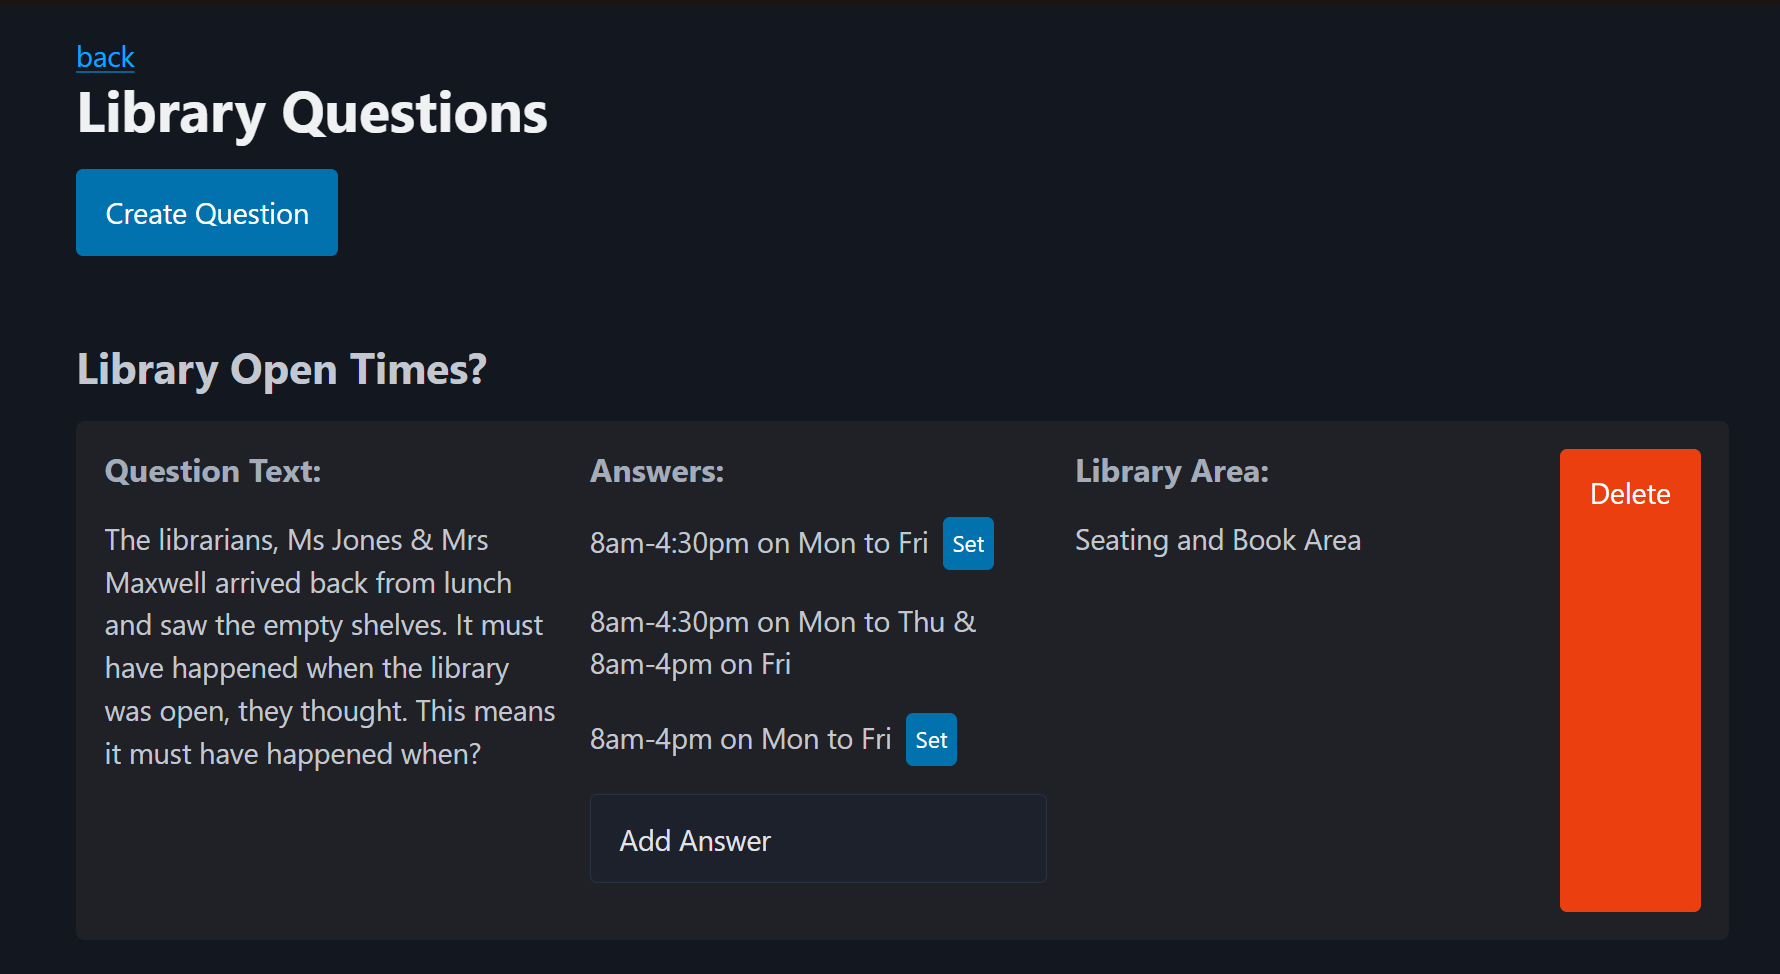 back
Library Questions
Create Question
Library Open Times?
Question Text:
The librarians, Ms Jones & Mrs
Maxwell arrived back from lunch
and saw the empty shelves. It must
have happened when the library
was open, they thought. This means
it must have happened when?
Answers:
8am-4:30pm on Mon to Fri Set
8am-4:30pm on Mon to Thu &
8am-4pm on Fri
8am-4pm on Mon to Fri Set
Add Answer
Library Area:
Seating and Book Area
Delete